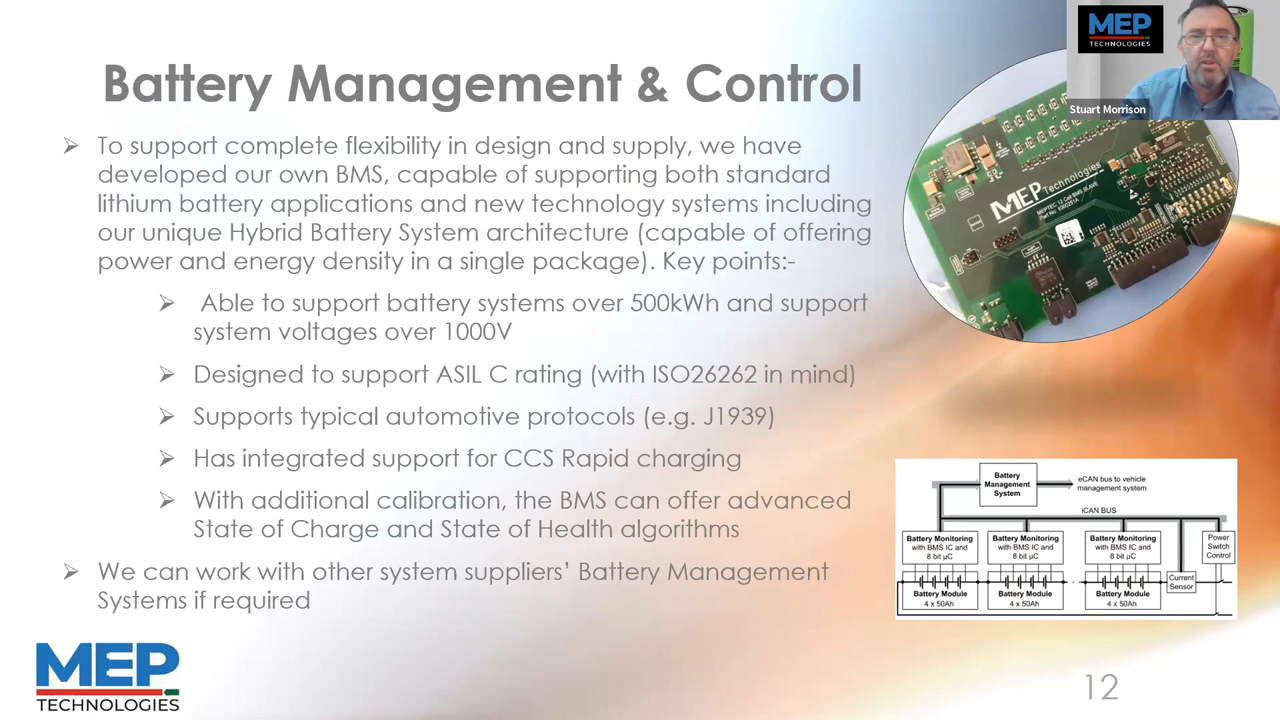 MEP
TECHNOLOGIES
Stuart Morrison
Battery Management & Control
➢ To support complete flexibility in design and supply, we have
developed our own BMS, capable of supporting both standard
lithium battery applications and new technology systems including
our unique Hybrid Battery System architecture (capable of offering
power and energy density in a single package). Key points:-
➢ Able to support battery systems over 500kWh and support
system voltages over 1000V
➢ Designed to support ASIL C rating (with ISO26262 in mind)
➢ Supports typical automotive protocols (e.g. J1939)
➢ Has integrated support for CCS Rapid charging
➢ With additional calibration, the BMS can offer advanced
State of Charge and State of Health algorithms
➢ We can work with other system suppliers' Battery Management
Systems if required
MEP Technologies
MEPTEC 12 Cell BMS SLAVE
Battery
Management
System
eCAN bus to vehicle
management system
iCAN BUS
Battery Monitoring
with BMS IC and
8 bit µC
Battery Monitoring
with BMS IC and
8 bit µC
Battery Monitoring
with BMS IC and
8 bit µC
Power
Switch
Control
Current
Sensor
Battery Module
4 x 50Ah
Battery Module
4 x 50Ah
Battery Module
4 x 50Ah
MEP
TECHNOLOGIES
12